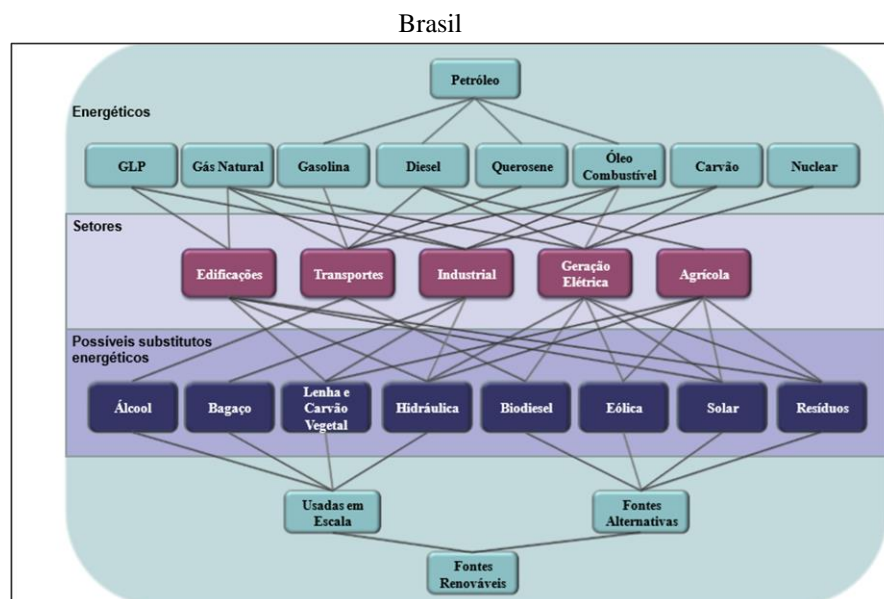 Brasil
Petróleo
Energéticos
GLP
Gás Natural
Gasolina
Diesel
Querosene
Óleo
Combustível
Carvão
Nuclear
Setores
Edificações
Transportes
Industrial
Geração
Elétrica
Agrícola
Possíveis substitutos
energéticos
Álcool
Bagaço
Lenha e
Carvão
Vegetal
Hidráulica
Biodiesel
Eólica
Solar
Resíduos
Usadas em
Escala
Fontes
Alternativas
Fontes
Renováveis